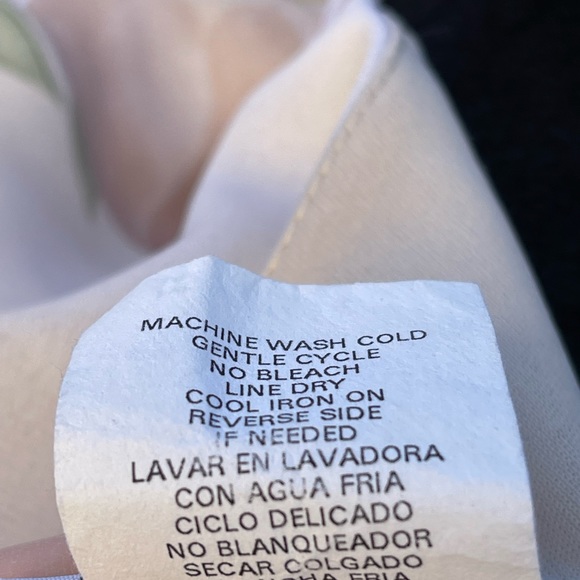 MACHINE WASH COLD
GENTLE CYCLE
NO BLEACH
LINE DRY
COOL IRON ON
REVERSE SIDE
IF NEEDED
LAVAR EN LAVADORA
CON AGUA FRIA
CICLO DELICADO
NO BLANQUEADOR
SECAR COLGADO
FRIA